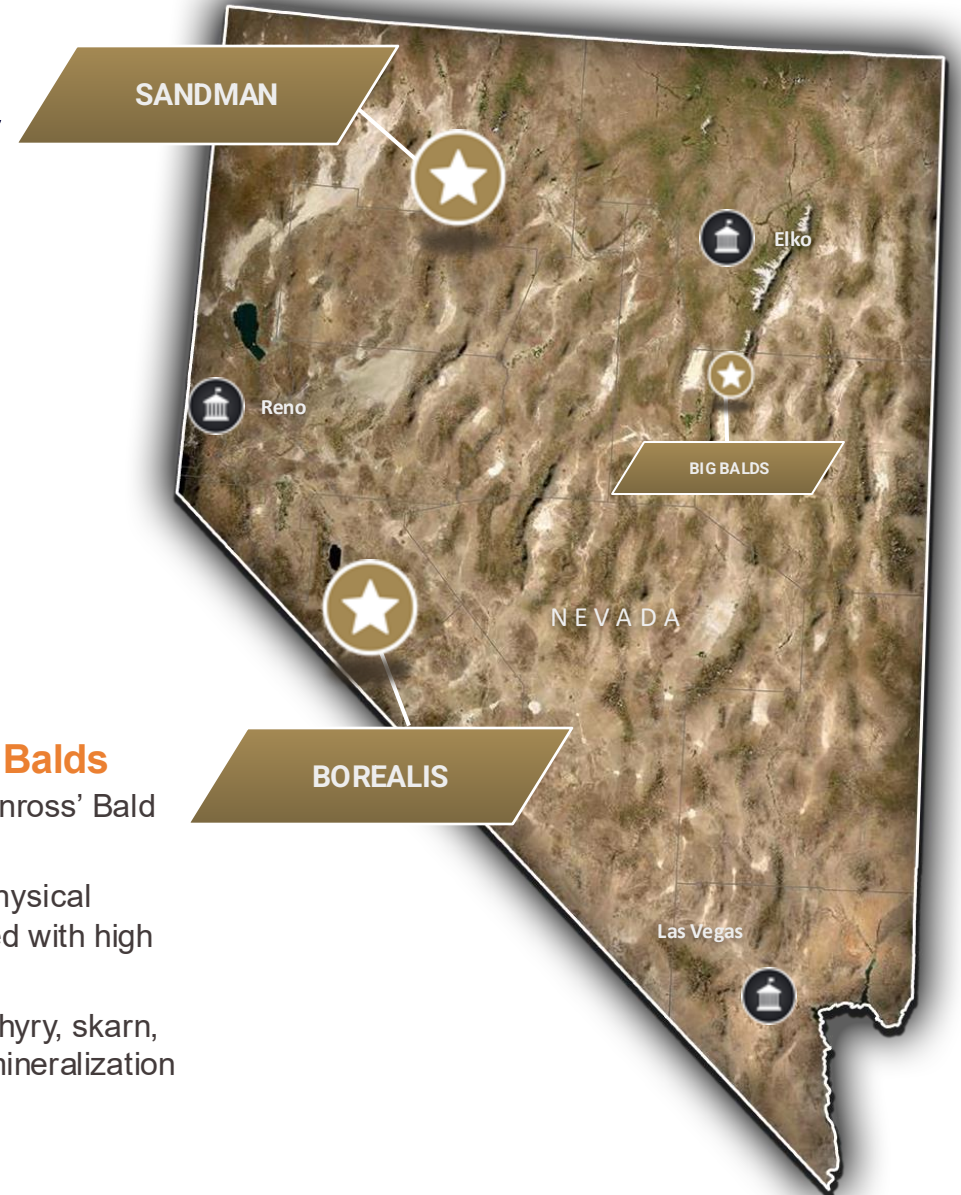 SANDMAN
Elko
Reno
BIG BALDS
NEVADA
Balds
BOREALIS
nross’ Bald
hysical
ed with high
Las Vegas
hyry, skarn,
mineralization